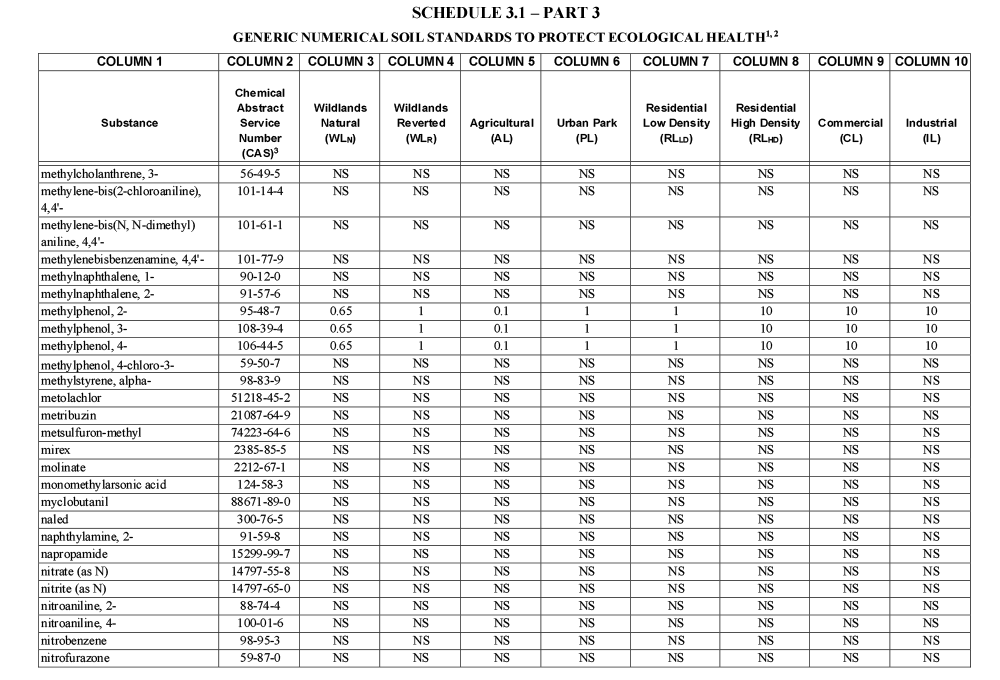 SCHEDULE 3.1 – PART 3
GENERIC NUMERICAL SOIL STANDARDS TO PROTECT ECOLOGICAL HEALTH1, 2
COLUMN 1 COLUMN 2 COLUMN 3 COLUMN 4 COLUMN 5 COLUMN 6 COLUMN 7 COLUMN 8 COLUMN 9 COLUMN 10
Substance Chemical Abstract Service Number (CAS)3 Wildlands Natural (WLN) Wildlands Reverted (WLR) Agricultural (AL) Urban Park (PL) Residential Low Density (RLLD) Residential High Density (RLHD) Commercial (CL) Industrial (IL)
methylcholanthrene, 3- 56-49-5 NS NS NS NS NS NS NS NS
methylene-bis(2-chloroaniline), 101-14-4 NS NS NS NS NS NS NS NS
4,4'-
methylene-bis(N, N-dimethyl) 101-61-1 NS NS NS NS NS NS NS NS
aniline, 4,4'-
methylenebisbenzenamine, 4,4'- 101-77-9 NS NS NS NS NS NS NS NS
methylnaphthalene, 1- 90-12-0 NS NS NS NS NS NS NS NS
methylnaphthalene, 2- 91-57-6 NS NS NS NS NS NS NS NS
methylphenol, 2- 95-48-7 0.65 1 0.1 1 1 10 10 10
methylphenol, 3- 108-39-4 0.65 1 0.1 1 1 10 10 10
methylphenol, 4- 106-44-5 0.65 1 0.1 1 1 10 10 10
methylphenol, 4-chloro-3- 59-50-7 NS NS NS NS NS NS NS NS
methylstyrene, alpha- 98-83-9 NS NS NS NS NS NS NS NS
metolachlor 51218-45-2 NS NS NS NS NS NS NS NS
metribuzin 21087-64-9 NS NS NS NS NS NS NS NS
metsulfuron-methyl 74223-64-6 NS NS NS NS NS NS NS NS
mirex 2385-85-5 NS NS NS NS NS NS NS NS
molinate 2212-67-1 NS NS NS NS NS NS NS NS
monomethylarsonic acid 124-58-3 NS NS NS NS NS NS NS NS
myclobutanil 88671-89-0 NS NS NS NS NS NS NS NS
naled 300-76-5 NS NS NS NS NS NS NS NS
naphthylamine, 2- 91-59-8 NS NS NS NS NS NS NS NS
napropamide 15299-99-7 NS NS NS NS NS NS NS NS
nitrate (as N) 14797-55-8 NS NS NS NS NS NS NS NS
nitrite (as N) 14797-65-0 NS NS NS NS NS NS NS NS
nitroaniline, 2- 88-74-4 NS NS NS NS NS NS NS NS
nitroaniline, 4- 100-01-6 NS NS NS NS NS NS NS NS
nitrobenzene 98-95-3 NS NS NS NS NS NS NS NS
nitrofurazone 59-87-0 NS NS NS NS NS NS NS NS